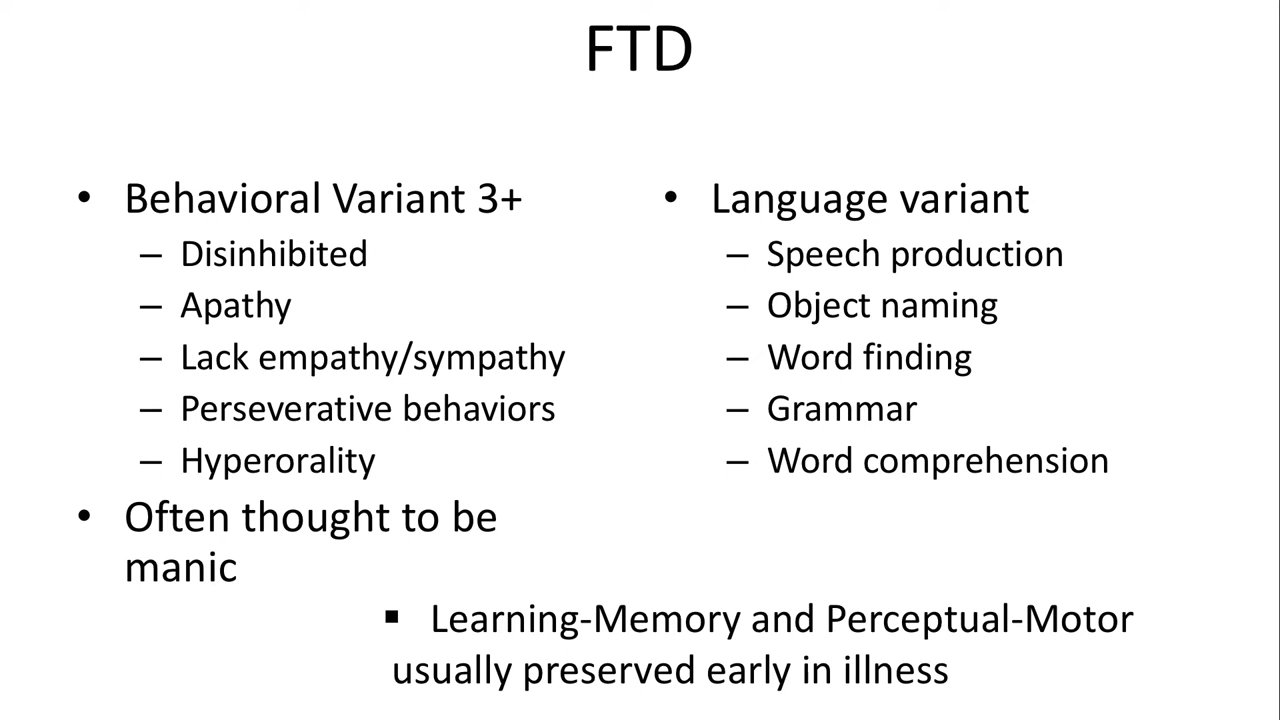 FTD
• Behavioral Variant 3+
– Disinhibited
– Apathy
– Lack empathy/sympathy
– Perseverative behaviors
– Hyperorality
• Often thought to be
manic
• Language variant
– Speech production
– Object naming
– Word finding
– Grammar
– Word comprehension
▪ Learning-Memory and Perceptual-Motor
usually preserved early in illness